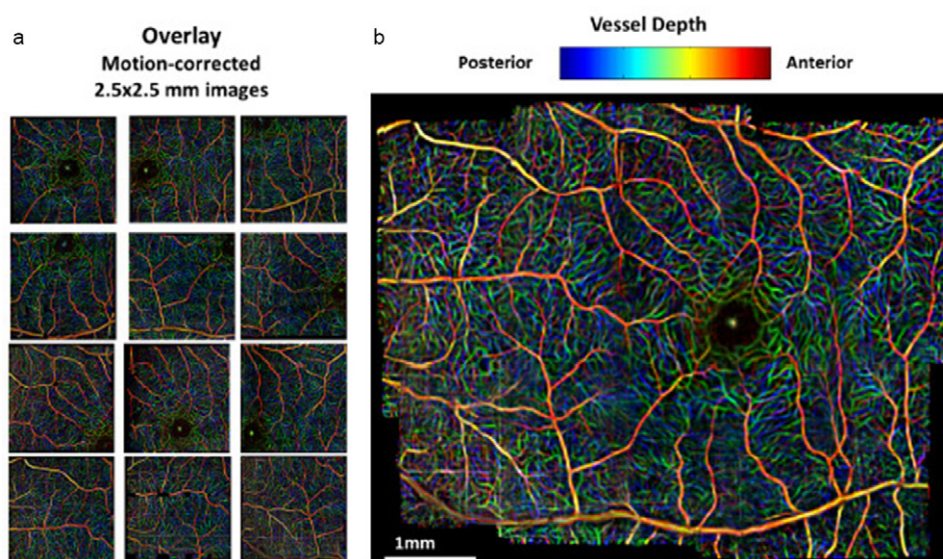 a
Overlay
Motion-corrected
2.5x2.5 mm images
b
Vessel Depth
Posterior
Anterior
1mm